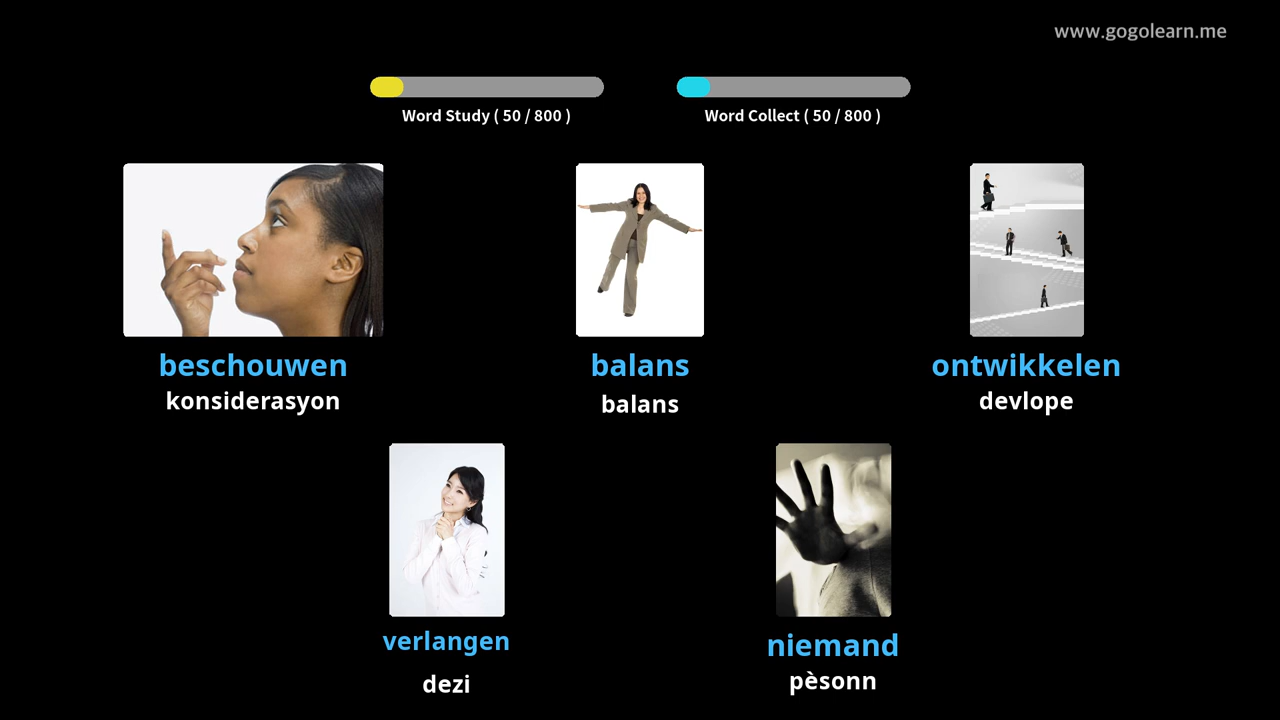 www.gogolearn.me
Word Study ( 50 / 800 )
Word Collect ( 50 / 800 )
beschouwen
konsiderasyon
balans
balans
ontwikkelen
devlope
verlangen
dezi
niemand
pèsonn